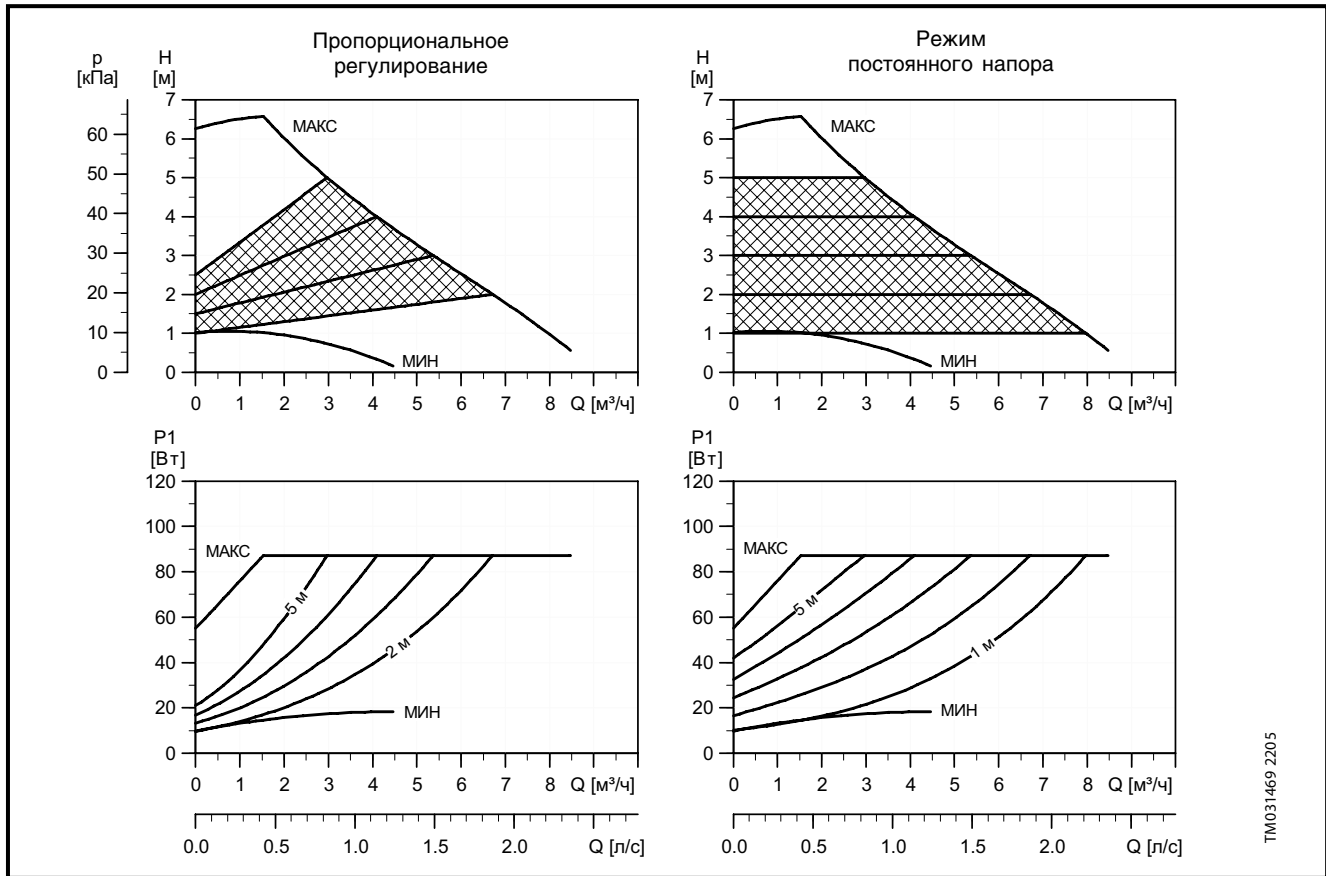 Пропорциональное
регулирование
p
[кПа]
H
[м]
7
6
5
4
3
2
1
0
60
50
40
30
20
10
0
МАКС
МИН
0 1 2 3 4 5 6 7 8 Q [м³/ч]
Режим
постоянного напора
H
[м]
7
6
5
4
3
2
1
0
МАКС
МИН
0 1 2 3 4 5 6 7 8 Q [м³/ч]
P1
[Вт]
120
100
80
60
40
20
0
МАКС
5 м
2 м
МИН
0 1 2 3 4 5 6 7 8 Q [м³/ч]
0.0 0.5 1.0 1.5 2.0 Q [л/с]
P1
[Вт]
120
100
80
60
40
20
0
МАКС
5 м
1 м
МИН
0 1 2 3 4 5 6 7 8 Q [м³/ч]
0.0 0.5 1.0 1.5 2.0 Q [л/с]
TM031469 2205